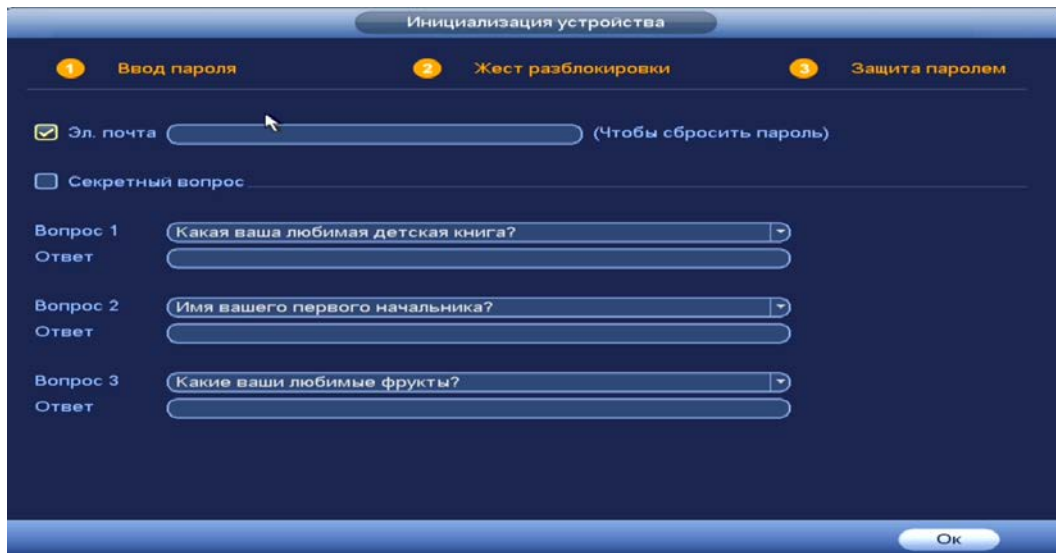 Инициализация устройства
1 Ввод пароля 2 Жест разблокировки 3 Защита паролем
Эл. почта (Чтобы сбросить пароль)
Секретный вопрос
Вопрос 1 Какая ваша любимая детская книга?
Ответ
Вопрос 2 Имя вашего первого начальника?
Ответ
Вопрос 3 Какие ваши любимые фрукты?
Ответ
Ок